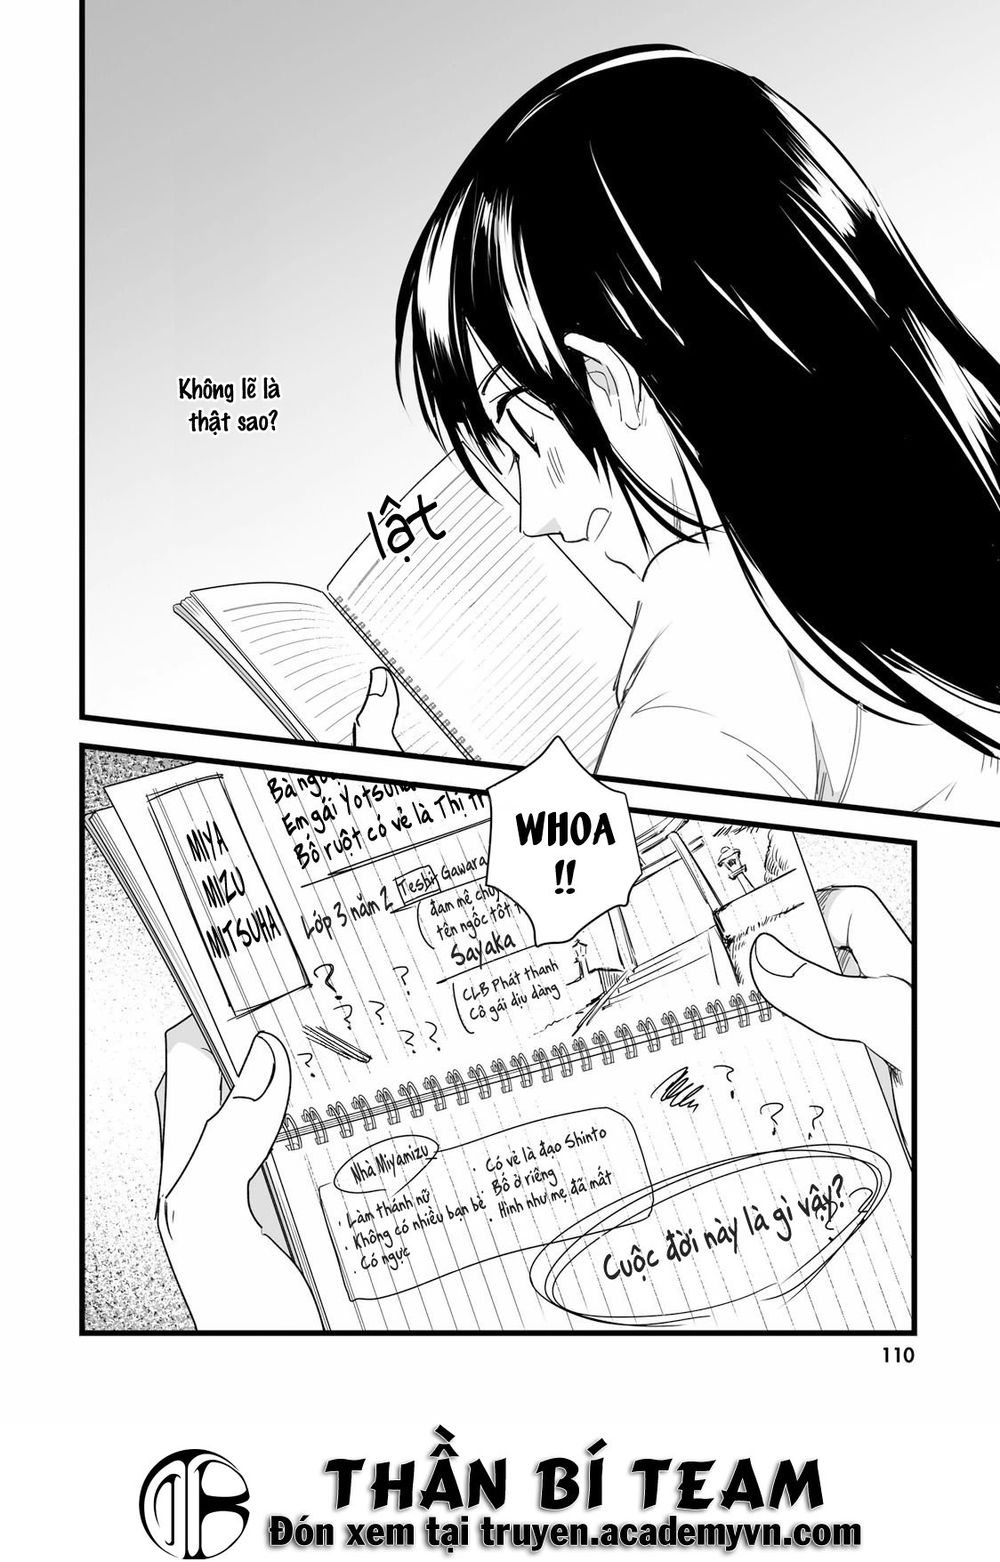 Không lẽ là
thật sao?
lật
WHOA
!!
MIYA
MIZU
MITSUHA
Bà
Em gái Yotsuha
Bố ruột có vẻ là Thị
Lớp 3 năm 2
Teshi Gawara
đam mê
tên ngốc tốt
Sayaka
CLB Phát thanh
Cô gái dịu dàng
?
? ? ?
? ? ?
?
Nhà Miyamizu
· Làm thánh nữ
· Không có nhiều bạn bè
· Có ngực
· Có vẻ là đạo Shinto
· Bố ở riêng
· Hình như mẹ đã mất
?
? ?
?
Cuộc đời này là gì vậy?
110
THẦN BÍ TEAM
Đón xem tại truyen.academyvn.com